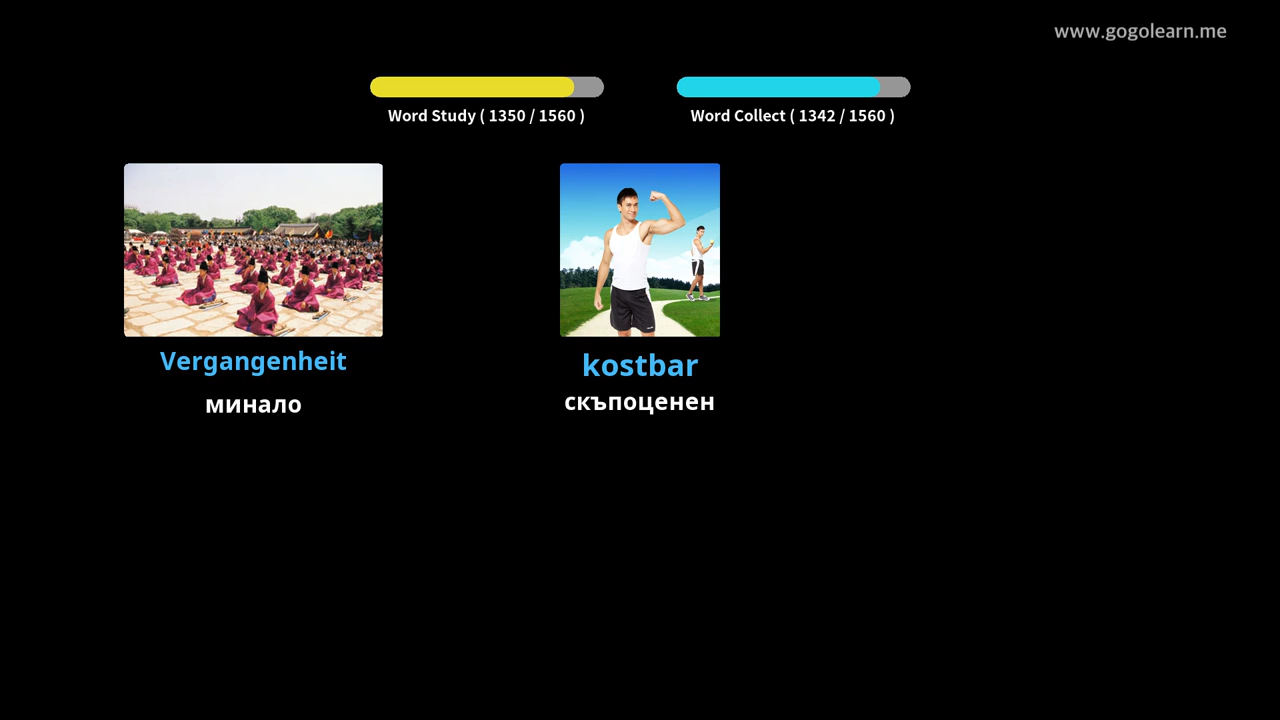 www.gogolearn.me
Word Study ( 1350 / 1560 )
Word Collect ( 1342 / 1560 )
Vergangenheit
минало
kostbar
скъпоценен